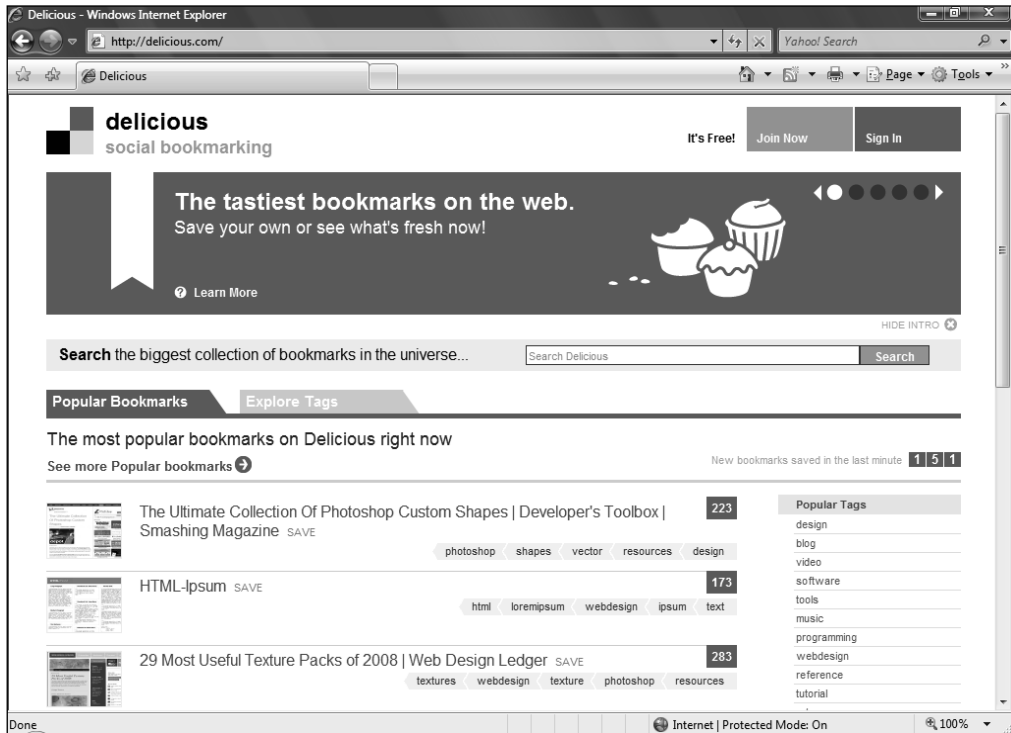 Delicious - Windows Internet Explorer
http://delicious.com/
Yahoo! Search
Delicious
Page
Tools
delicious
social bookmarking
It's Free!
Join Now
Sign In
The tastiest bookmarks on the web.
Save your own or see what's fresh now!
? Learn More
HIDE INTRO
Search the biggest collection of bookmarks in the universe...
Search Delicious
Search
Popular Bookmarks
Explore Tags
The most popular bookmarks on Delicious right now
See more Popular bookmarks
New bookmarks saved in the last minute 1 5 1
The Ultimate Collection Of Photoshop Custom Shapes | Developer's Toolbox |
Smashing Magazine SAVE
223
photoshop shapes vector resources design
HTML-Ipsum SAVE
173
html loremipsum webdesign ipsum text
29 Most Useful Texture Packs of 2008 | Web Design Ledger SAVE
283
textures webdesign texture photoshop resources
Popular Tags
design
blog
video
software
tools
music
programming
webdesign
reference
tutorial
Done
Internet | Protected Mode: On
100%